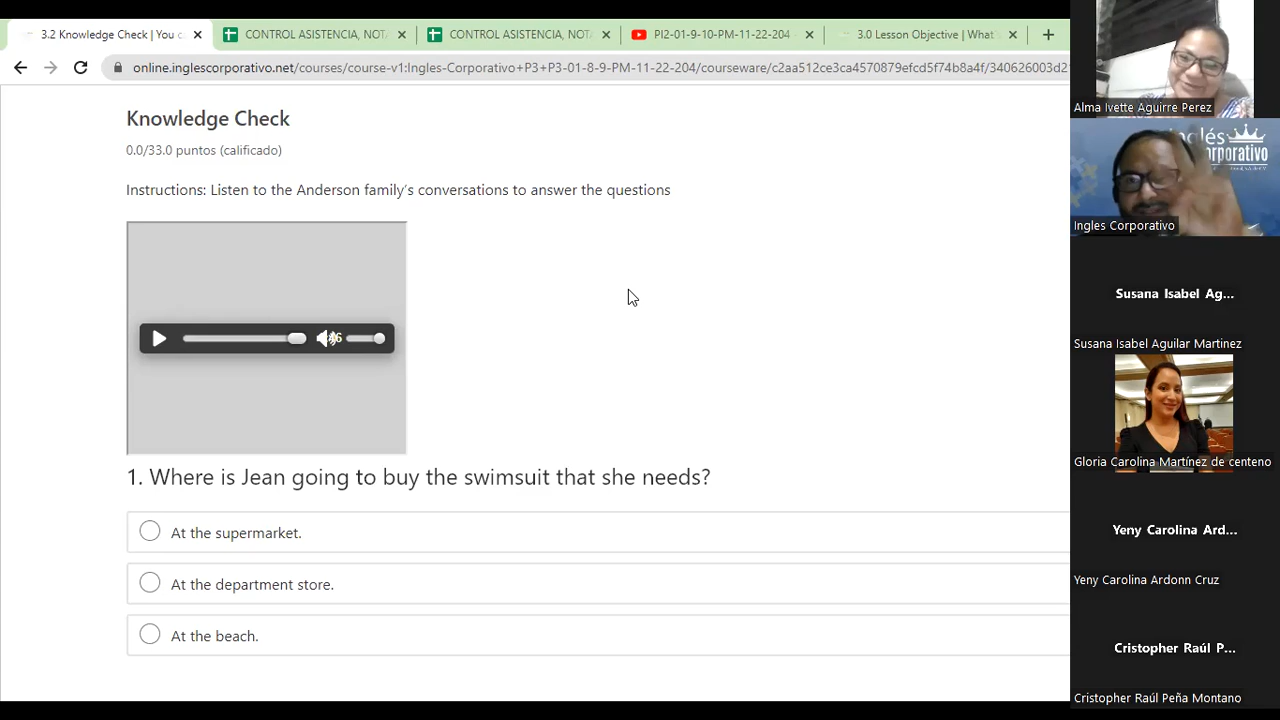 3.2 Knowledge Check | You c
CONTROL ASISTENCIA, NOTA
CONTROL ASISTENCIA, NOTA
PI2-01-9-10-PM-11-22-204
3.0 Lesson Objective | What'
online.inglescorporativo.net/courses/course-v1:Ingles-Corporativo+P3+P3-01-8-9-PM-11-22-204/courseware/c2aa512ce3ca4570879efcd5f74b8a4f/340626003d2
Knowledge Check
0.0/33.0 puntos (calificado)
Instructions: Listen to the Anderson family's conversations to answer the questions
1. Where is Jean going to buy the swimsuit that she needs?
At the supermarket.
At the department store.
At the beach.
Alma Ivette Aguirre Perez
inglés
corporativo
Ingles Corporativo
Susana Isabel Ag...
Susana Isabel Aguilar Martinez
Gloria Carolina Martínez de centeno
Yeny Carolina Ard...
Yeny Carolina Ardonn Cruz
Cristopher Raúl P...
Cristopher Raúl Peña Montano